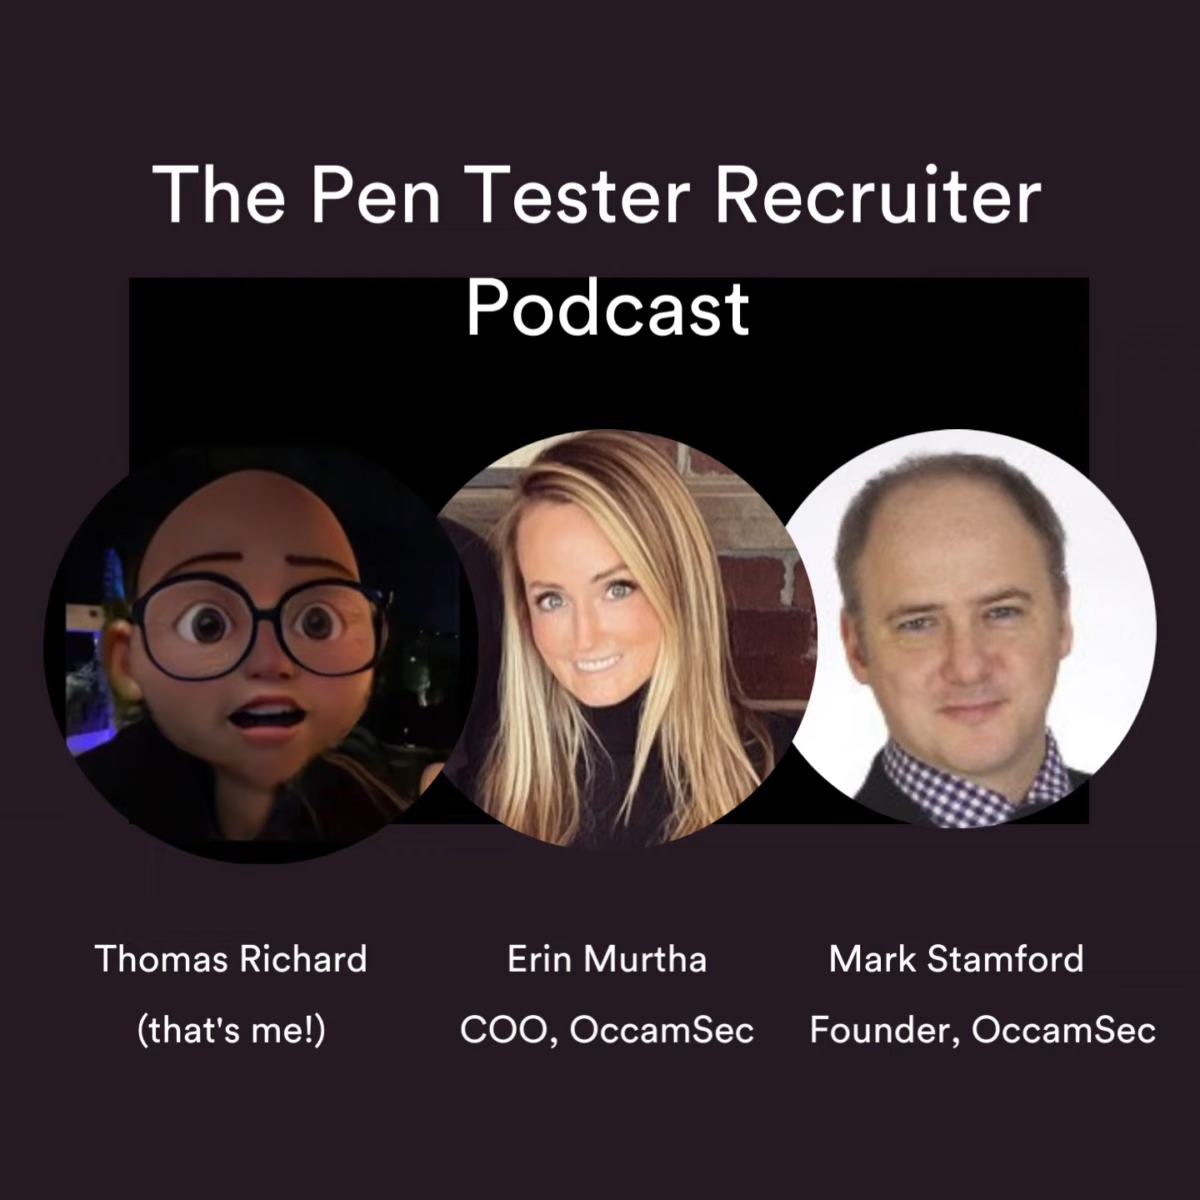 The Pen Tester Recruiter
Podcast
Thomas Richard
(that's me!)
Erin Murtha
COO, OccamSec
Mark Stamford
Founder, OccamSec